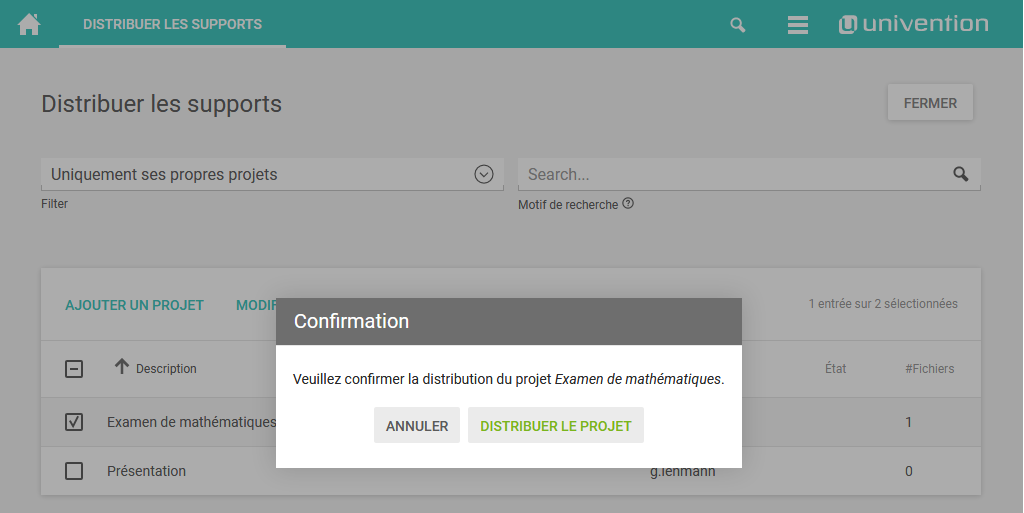 DISTRIBUER LES SUPPORTS
univention
Distribuer les supports
FERMER
Uniquement ses propres projets
Search...
Filter
Motif de recherche
AJOUTER UN PROJET
1 entrée sur 2 sélectionnées
Confirmation
Description
État
#Fichiers
Veuillez confirmer la distribution du projet Examen de mathématiques.
Examen de mathématiques
1
ANNULER
DISTRIBUER LE PROJET
Présentation
g.lehmann
0